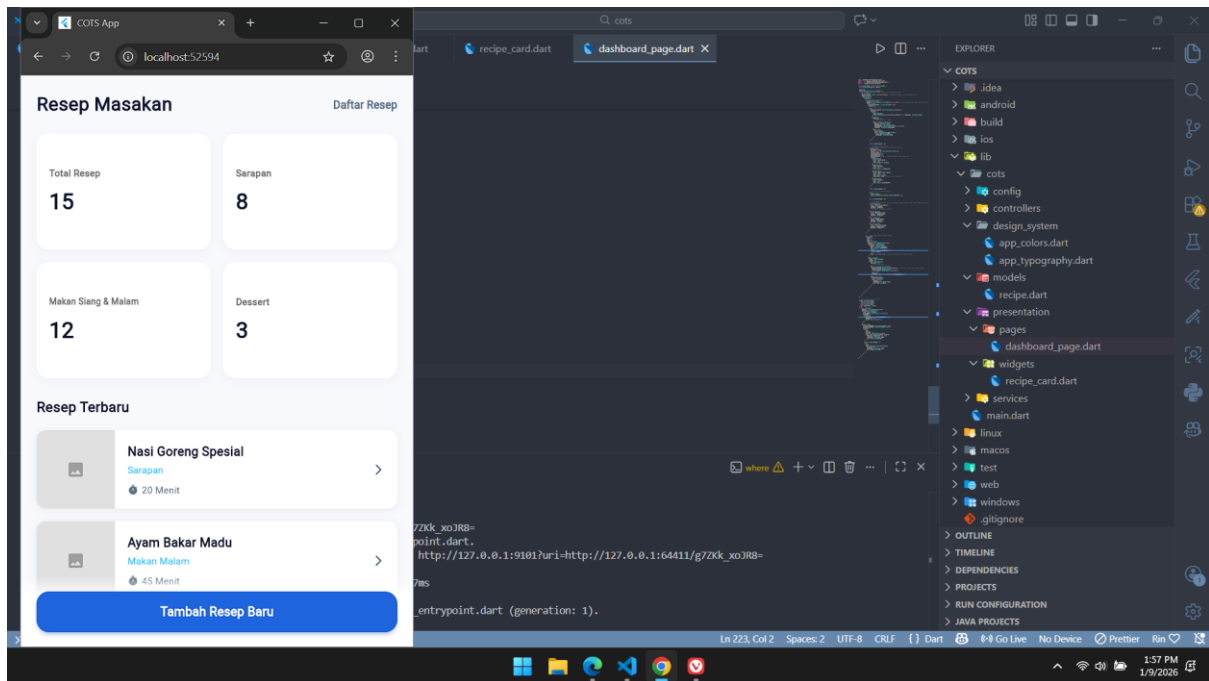 COTS App
cots
localhost:52594
lart
recipe_card.dart
dashboard_page.dart
EXPLORER
Resep Masakan
Daftar Resep
Total Resep
15
Sarapan
8
Makan Siang & Malam
12
Dessert
3
Resep Terbaru
Nasi Goreng Spesial
Sarapan
20 Menit
Ayam Bakar Madu
Makan Malam
45 Menit
Tambah Resep Baru
where
g7ZKk_xoJR8=
point.dart.
http://127.0.0.1:9101?uri=http://127.0.0.1:64411/g7ZKk_xoJR8=
7ms
_entrypoint.dart (generation: 1).
COTS
.idea
android
build
ios
lib
cots
config
controllers
design_system
app_colors.dart
app_typography.dart
models
recipe.dart
presentation
pages
dashboard_page.dart
widgets
recipe_card.dart
services
main.dart
linux
macos
test
web
windows
.gitignore
OUTLINE
TIMELINE
DEPENDENCIES
PROJECTS
RUN CONFIGURATION
JAVA PROJECTS
Ln 223, Col 2 Spaces: 2 UTF-8 CRLF { } Dart Go Live No Device Prettier Rin
1:57 PM
1/9/2026